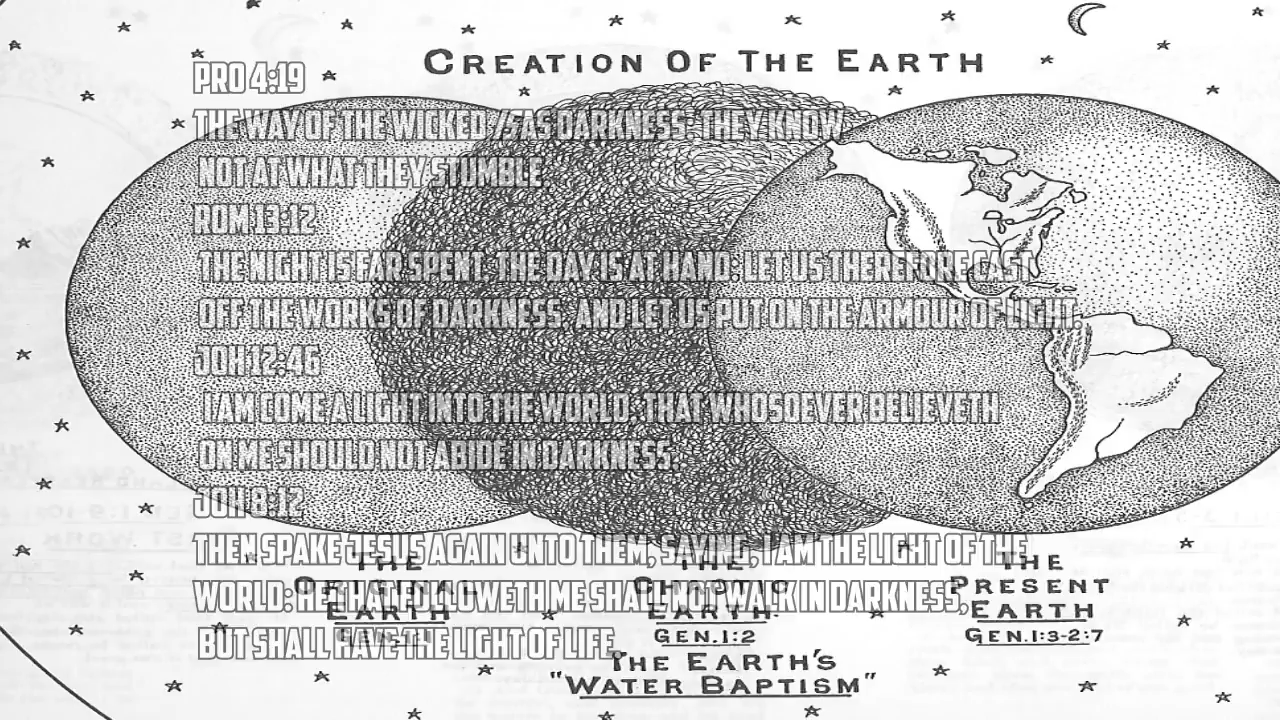 CREATION OF THE EARTH
PRO 4:19
THE WAY OF THE WICKED IS AS DARKNESS: THEY KNOW
NOT AT WHAT THEY STUMBLE.
ROM 13:12
THE NIGHT IS FAR SPENT, THE DAY IS AT HAND: LET US THEREFORE CAST
OFF THE WORKS OF DARKNESS, AND LET US PUT ON THE ARMOUR OF LIGHT.
JOH 12:46
I AM COME A LIGHT INTO THE WORLD, THAT WHOSOEVER BELIEVETH
ON ME SHOULD NOT ABIDE IN DARKNESS.
JOH 8:12
THEN SPAKE JESUS AGAIN UNTO THEM, SAYING, I AM THE LIGHT OF THE
WORLD: HE THAT FOLLOWETH ME SHALL NOT WALK IN DARKNESS,
BUT SHALL HAVE THE LIGHT OF LIFE.
THE
ORIGINAL
EARTH
GEN.1:1
THE
CHAOTIC
EARTH.
GEN.1:2
THE
PRESENT
EARTH
GEN.1:3-2:7
THE EARTH'S
"WATER BAPTISM"